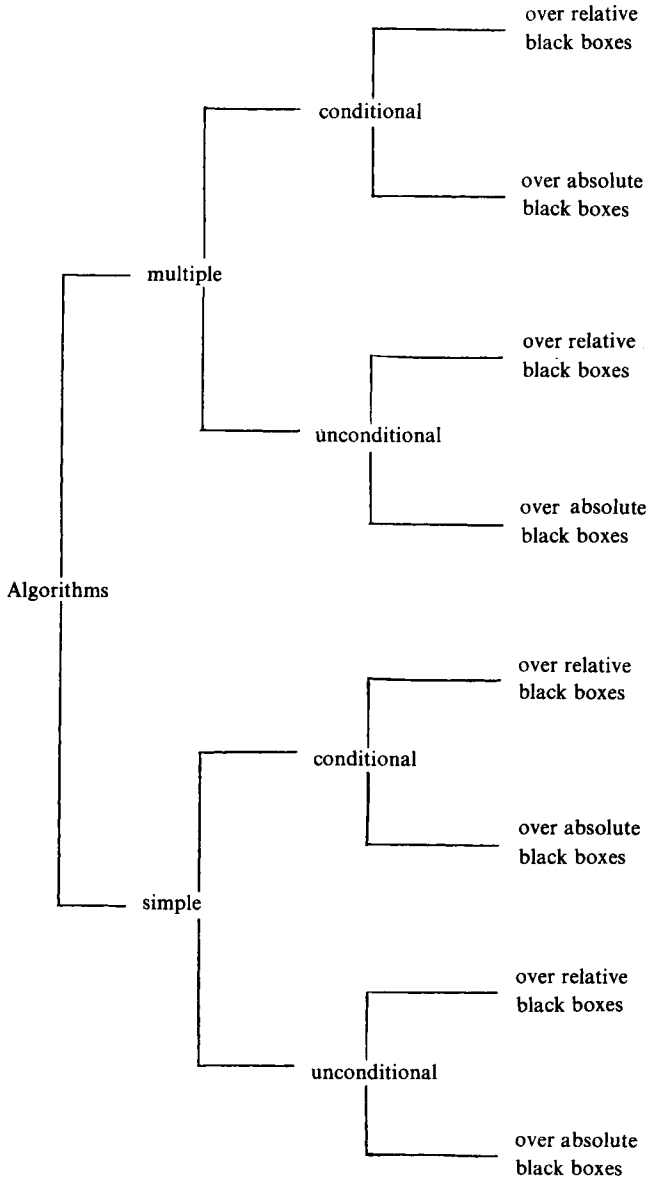 over relative
black boxes
conditional
over absolute
black boxes
multiple
over relative
black boxes
unconditional
over absolute
black boxes
Algorithms
over relative
black boxes
conditional
over absolute
black boxes
simple
over relative
black boxes
unconditional
over absolute
black boxes